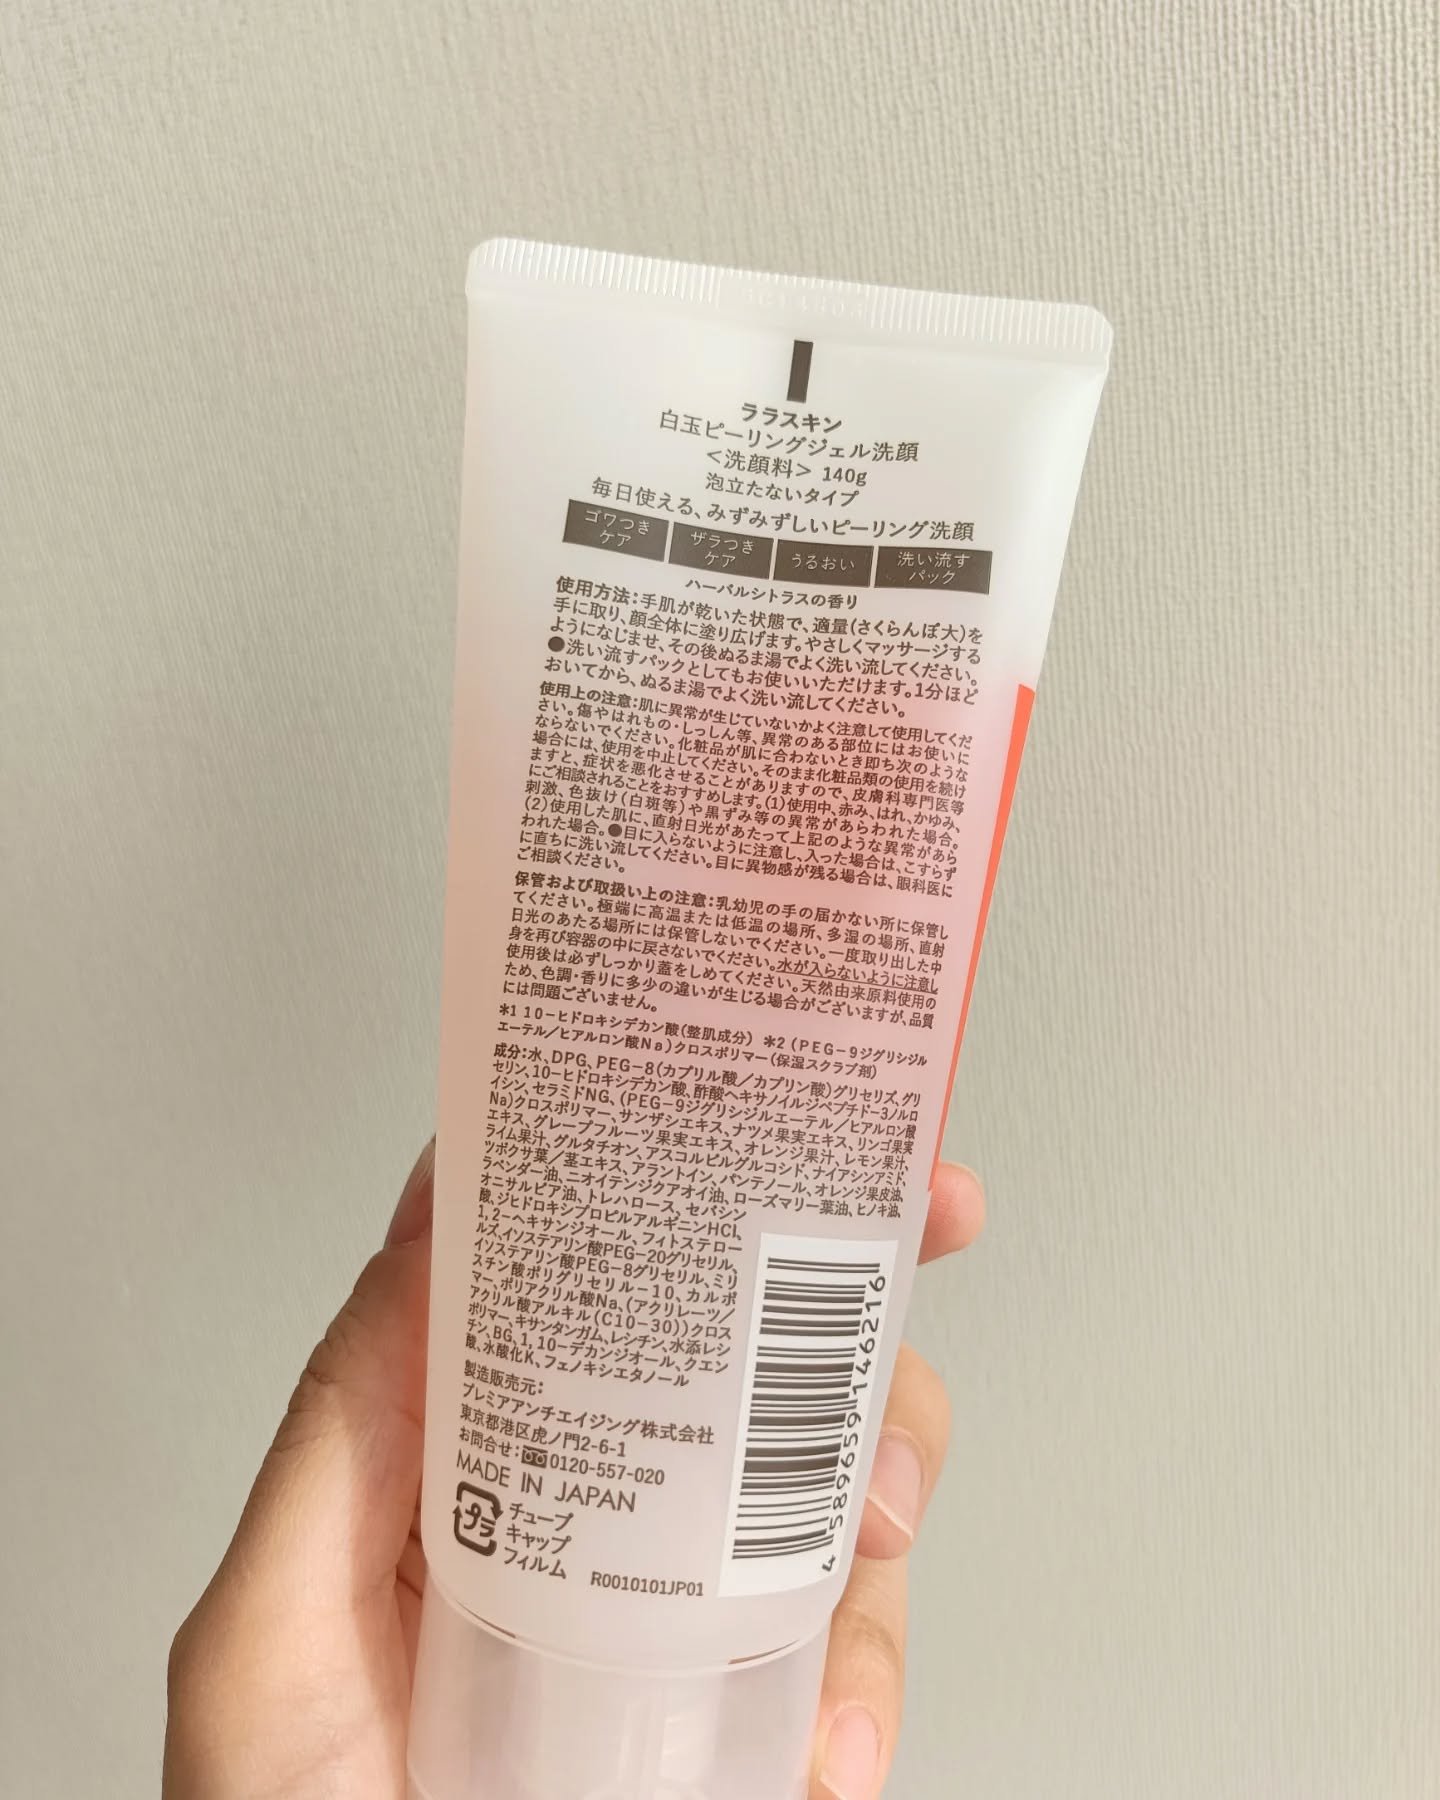 ララスキン
白玉ピーリングジェル洗顔
＜洗顔料＞ 140g
泡立たないタイプ
毎日使える、みずみずしいピーリング洗顔
ゴワつき
ケア
ザラつき
ケア
うるおい
洗い流す
パック
ハーバルシトラスの香り
使用方法：手肌が乾いた状態で、適量（さくらんぼ大）を
手に取り、顔全体に塗り広げます。やさしくマッサージする
ようになじませ、その後ぬるま湯でよく洗い流してください。
●洗い流すパックとしてもお使いいただけます。1分ほど
おいてから、ぬるま湯でよく洗い流してください。
使用上の注意：肌に異常が生じていないかよく注意して使用してくだ
さい。傷やはれもの・しっしん等、異常のある部位にはお使いに
ならないでください。化粧品が肌に合わないとき即ち次のような
場合には、使用を中止してください。そのまま化粧品類の使用を続け
ますと、症状を悪化させることがありますので、皮膚科専門医等
にご相談されることをおすすめします。（1）使用中、赤み、はれ、かゆみ、
刺激、色抜け（白斑等）や黒ずみ等の異常があらわれた場合。
（2）使用した肌に、直射日光があたって上記のような異常があら
われた場合。●目に入らないように注意し、入った場合は、こすらず
に直ちに洗い流してください。目に異物感が残る場合は、眼科医に
ご相談ください。
保管および取扱い上の注意：乳幼児の手の届かない所に保管し
てください。極端に高温または低温の場所、多湿の場所、直射
日光のあたる場所には保管しないでください。一度取り出した中
身を再び容器の中に戻さないでください。水が入らないように注意し
使用後は必ずしっかり蓋をしめてください。天然由来原料使用の
ため、色調・香りに多少の違いが生じる場合がございますが、品質
には問題ございません。
＊1 10－ヒドロキシデカン酸（整肌成分） ＊2（PEG－9ジグリシジル
エーテル／ヒアルロン酸Na）クロスポリマー（保湿スクラブ剤）
成分：水、DPG、PEG－8（カプリル酸／カプリン酸）グリセリズ、グリ
セリン、10－ヒドロキシデカン酸、酢酸ヘキサノイルジペプチド－3ノルロ
イシン、セラミドNG、（PEG－9ジグリシジルエーテル／ヒアルロン酸
Na）クロスポリマー、サンザシエキス、ナツメ果実エキス、リンゴ果実
エキス、グレープフルーツ果実エキス、オレンジ果汁、レモン果汁、
ライム果汁、グルタチオン、アスコルビルグルコシド、ナイアシンアミド、
ツボクサ葉／茎エキス、アラントイン、パンテノール、オレンジ果皮油、
ラベンダー油、ニオイテンジクアオイ油、ローズマリー葉油、ヒノキ油、
オニサルビア油、トレハロース、セバシン
酸、ジヒドロキシプロピルアルギニンHCl、
1，2－ヘキサンジオール、フィトステロー
ルズ、イソステアリン酸PEG－20グリセリル、
イソステアリン酸PEG－8グリセリル、ミリ
スチン酸ポリグリセリル－10、カルボ
マー、ポリアクリル酸Na、（アクリレーツ／
アクリル酸アルキル（C10－30））クロス
ポリマー、キサンタンガム、レシチン、水添レシ
チン、BG、1，10－デカンジオール、クエン
酸、水酸化K、フェノキシエタノール
製造販売元：
プレミアアンチエイジング株式会社
東京都港区虎ノ門2-6-1
お問合せ：0120-557-020
MADE IN JAPAN
プラ
チューブ
キャップ
フィルム
R0010101JP01
4 589659 146216